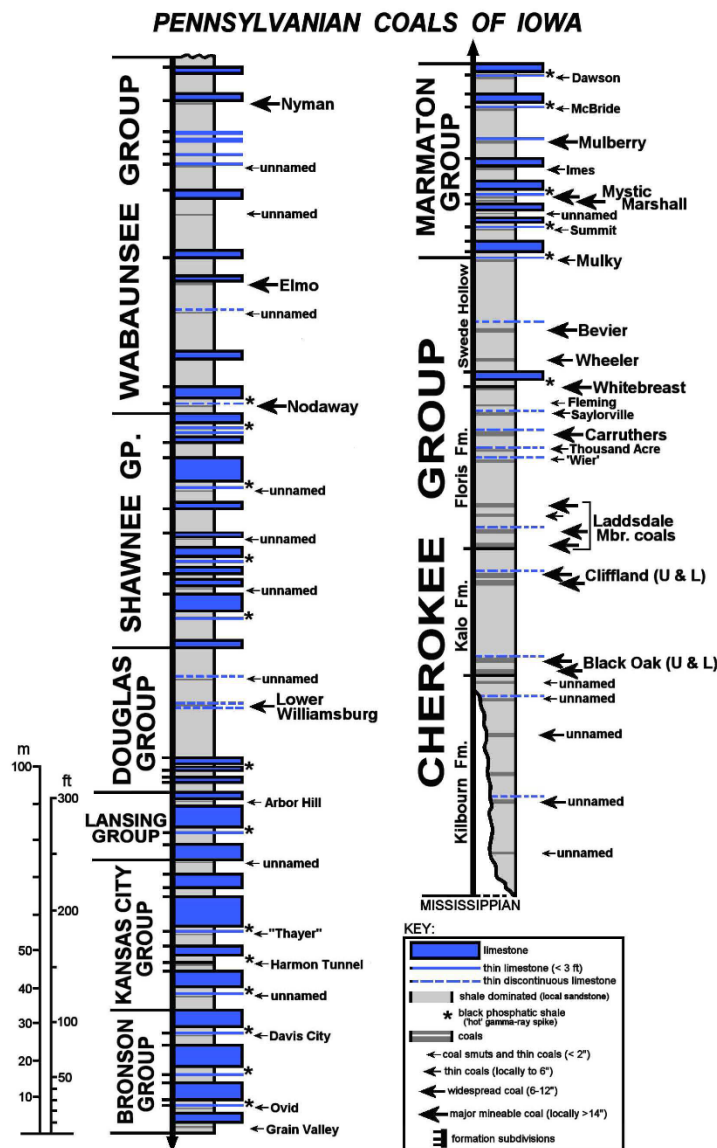 PENNSYLVANIAN COALS OF IOWA
WABAUNSEE GROUP
Nyman
unnamed
unnamed
Elmo
unnamed
*
Nodaway
SHAWNEE GP.
*
*
unnamed
unnamed
*
unnamed
*
DOUGLAS GROUP
unnamed
Lower
Williamsburg
*
LANSING GROUP
Arbor Hill
*
unnamed
KANSAS CITY GROUP
*
"Thayer"
*
Harmon Tunnel
*
unnamed
BRONSON GROUP
*
Davis City
*
*
Ovid
Grain Valley
m
100
50
40
30
20
10
ft
300
200
100
50
MARMATON GROUP
*
Dawson
*
McBride
Mulberry
Imes
*
Mystic
Marshall
unnamed
*
Summit
*
Mulky
CHEROKEE GROUP
Swede Hollow
Bevier
Wheeler
*
Whitebreast
Floris Fm.
Fleming
Saylorville
Carruthers
Thousand Acre
'Wier'
Laddsdale
Mbr. coals
Kalo Fm.
Cliffland (U & L)
Black Oak (U & L)
Kilbourn Fm.
unnamed
unnamed
unnamed
unnamed
unnamed
MISSISSIPPIAN
KEY:
limestone
thin limestone (< 3 ft)
thin discontinuous limestone
shale dominated (local sandstone)
* black phosphatic shale
('hot' gamma-ray spike)
coals
coal smuts and thin coals (< 2")
thin coals (locally to 6")
widespread coal (6-12")
major mineable coal (locally >14")
formation subdivisions